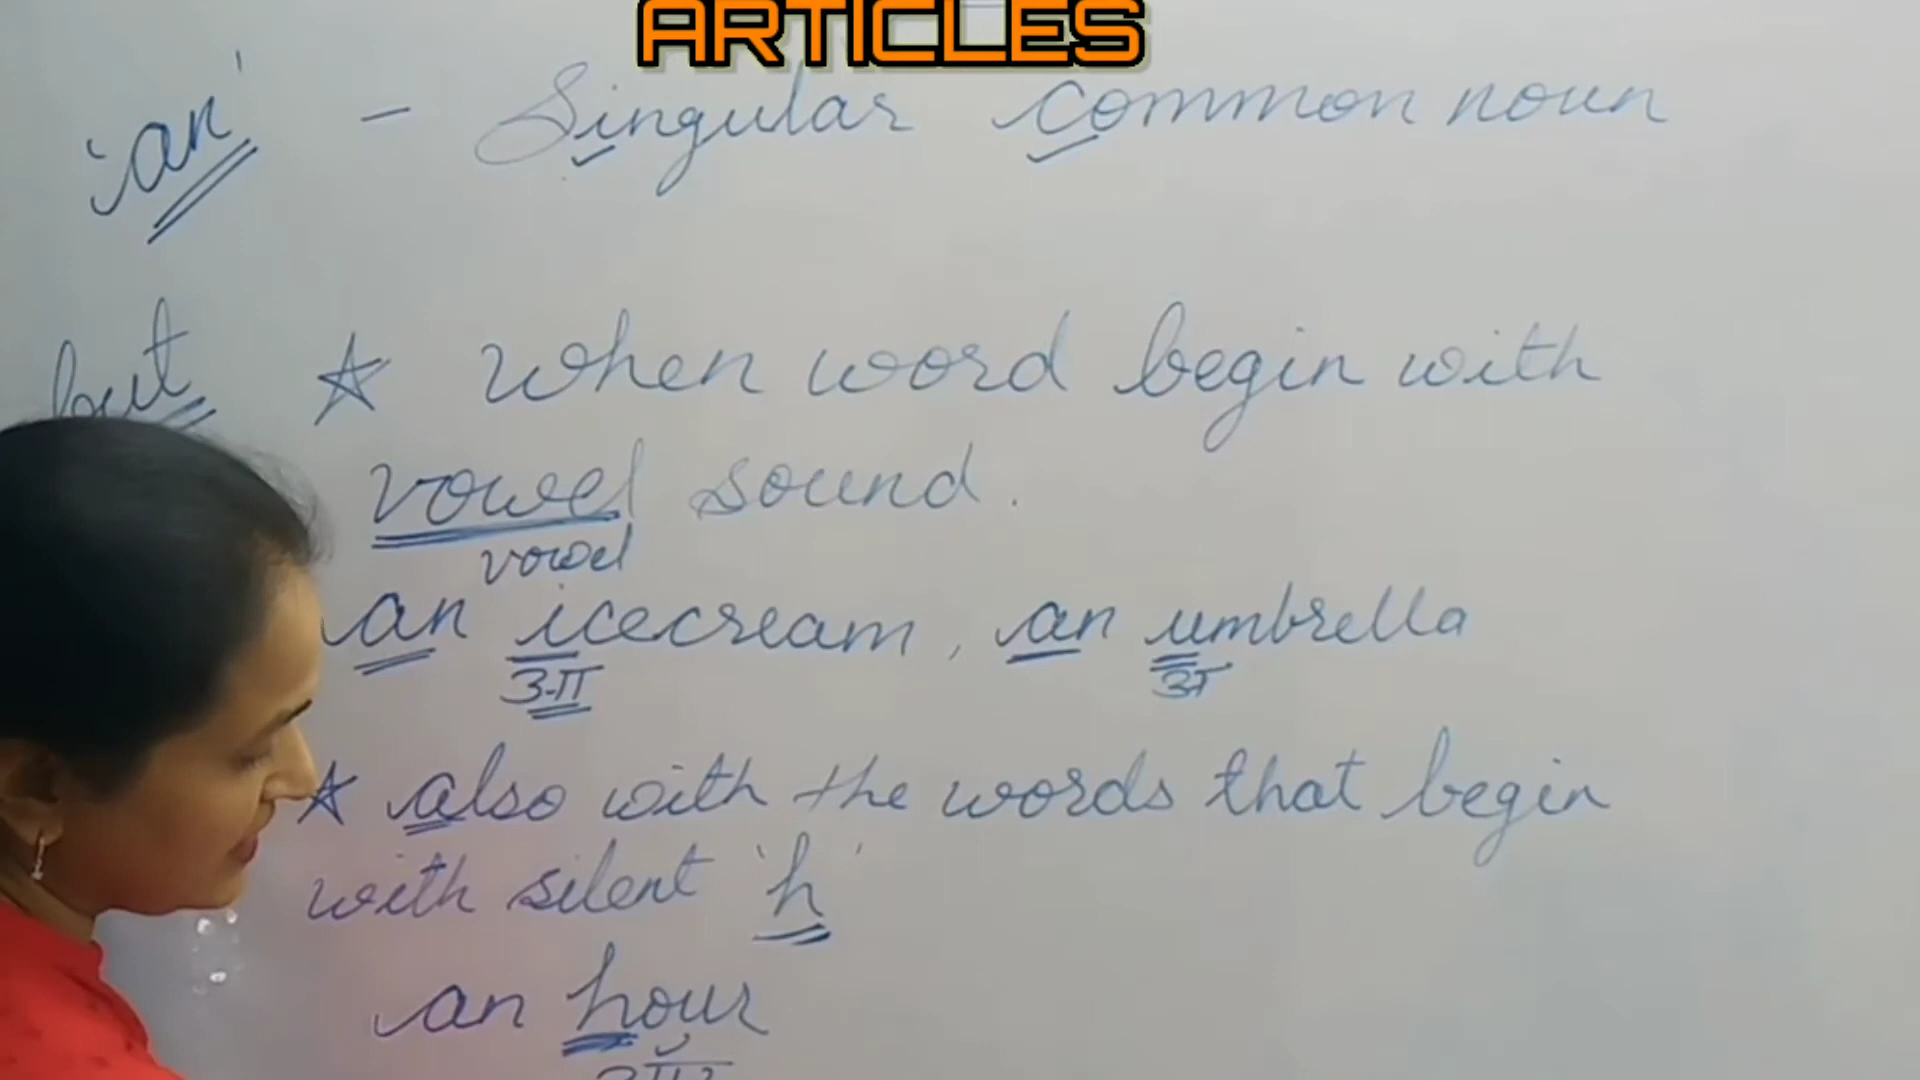 ARTICLES
'an' - Singular common noun
but ☆ when word begin with
vowel sound.
vowel
an icecream, an umbrella
आ
☆ also with the words that begin
with silent 'h'
an hour